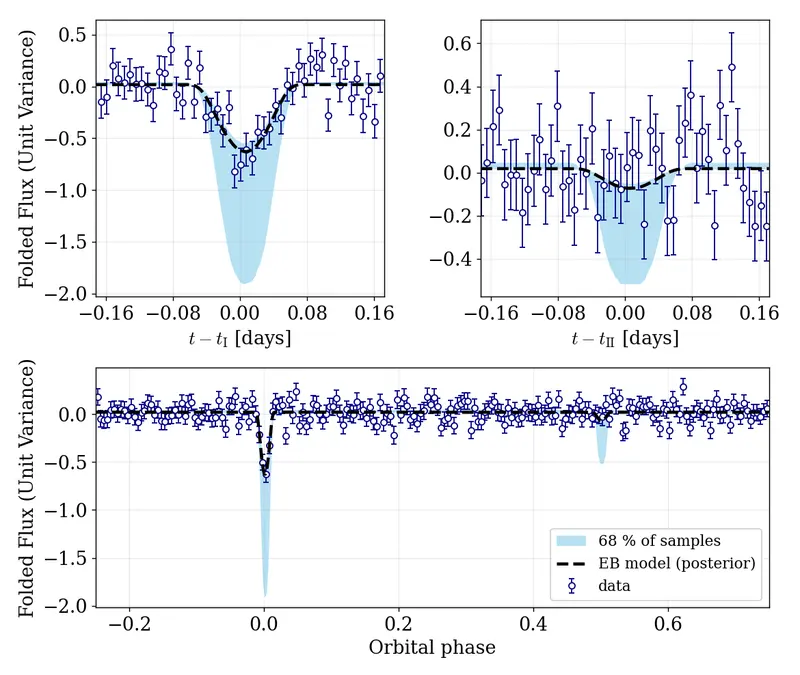 Folded Flux (Unit Variance)
0.5
0.0
−0.5
−1.0
−1.5
−2.0
−0.16 −0.08 0.00 0.08 0.16
t − t_I [days]
0.6
0.4
0.2
0.0
−0.2
−0.4
−0.16 −0.08 0.00 0.08 0.16
t − t_II [days]
Folded Flux (Unit Variance)
0.0
−0.5
−1.0
−1.5
−2.0
−0.2 0.0 0.2 0.4 0.6
Orbital phase
68 % of samples
EB model (posterior)
data